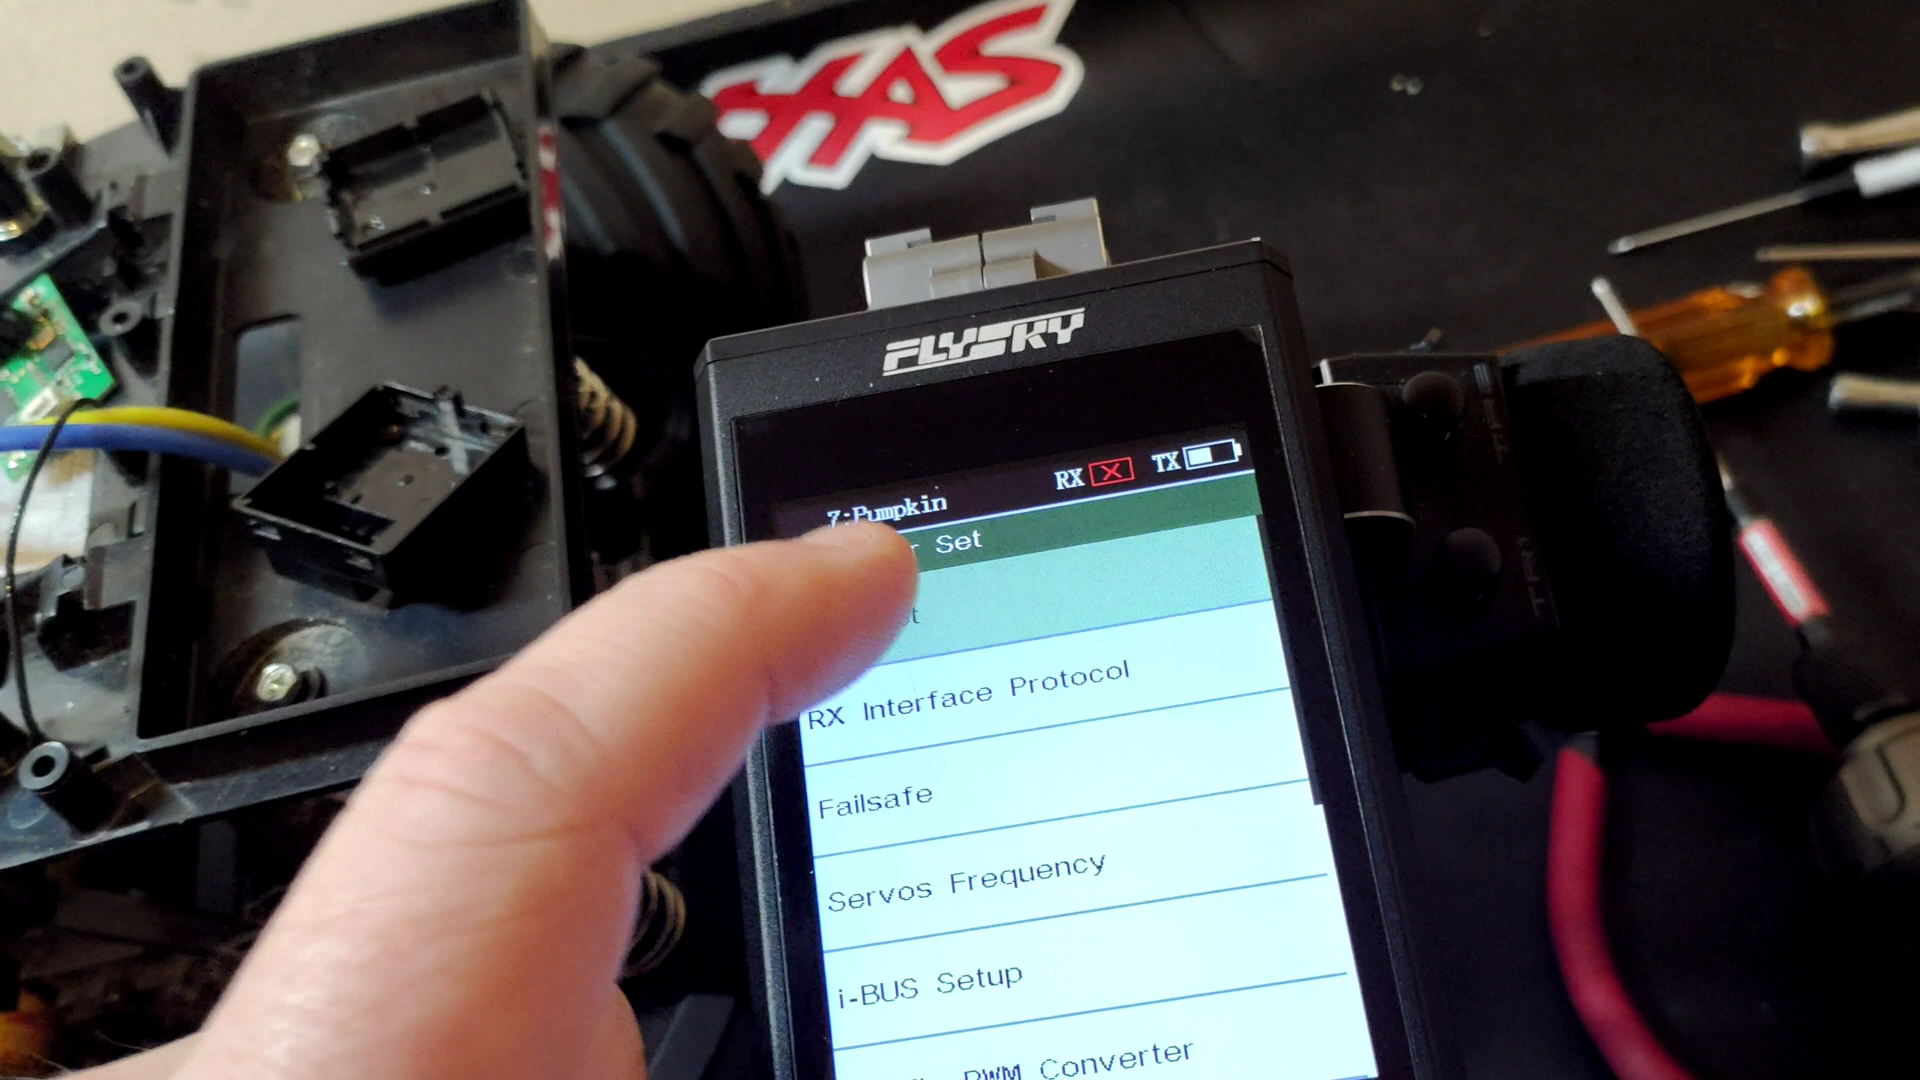 FLYSKY
RX TX
7:Pumpkin
Set
RX Interface Protocol
Failsafe
Servos Frequency
i-BUS Setup
PWM Converter